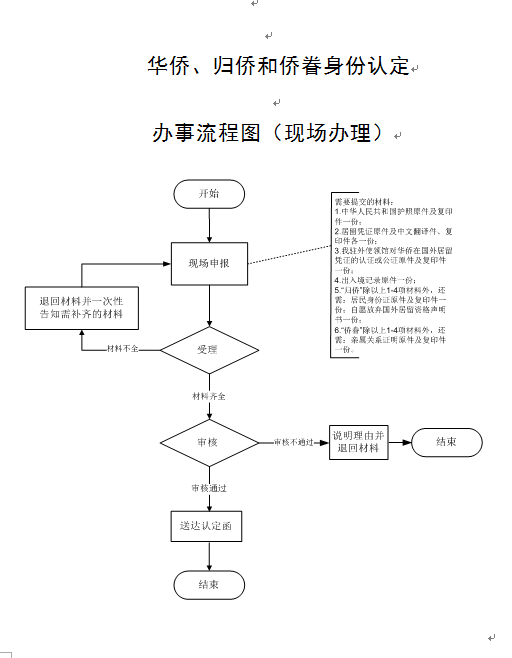 华侨、归侨和侨眷身份认定
办事流程图（现场办理）
开始
需要提交的材料：
1.中华人民共和国护照原件及复印
件一份；
2.居留凭证原件及中文翻译件、复
印件各一份；
3.我驻外使领馆对华侨在国外居留
凭证的认证或公证原件及复印件
一份；
4.出入境记录原件一份；
5.“归侨”除以上1-4项材料外，还
需：居民身份证原件及复印件一
份；自愿放弃国外居留资格声明
书一份；
6.“侨眷”除以上1-4项材料外，还
需：亲属关系证明原件及复印件
一份。
现场申报
退回材料并一次性
告知需补齐的材料
材料不全
受理
材料齐全
审核
审核不通过
说明理由并
退回材料
结束
审核通过
送达认定函
结束